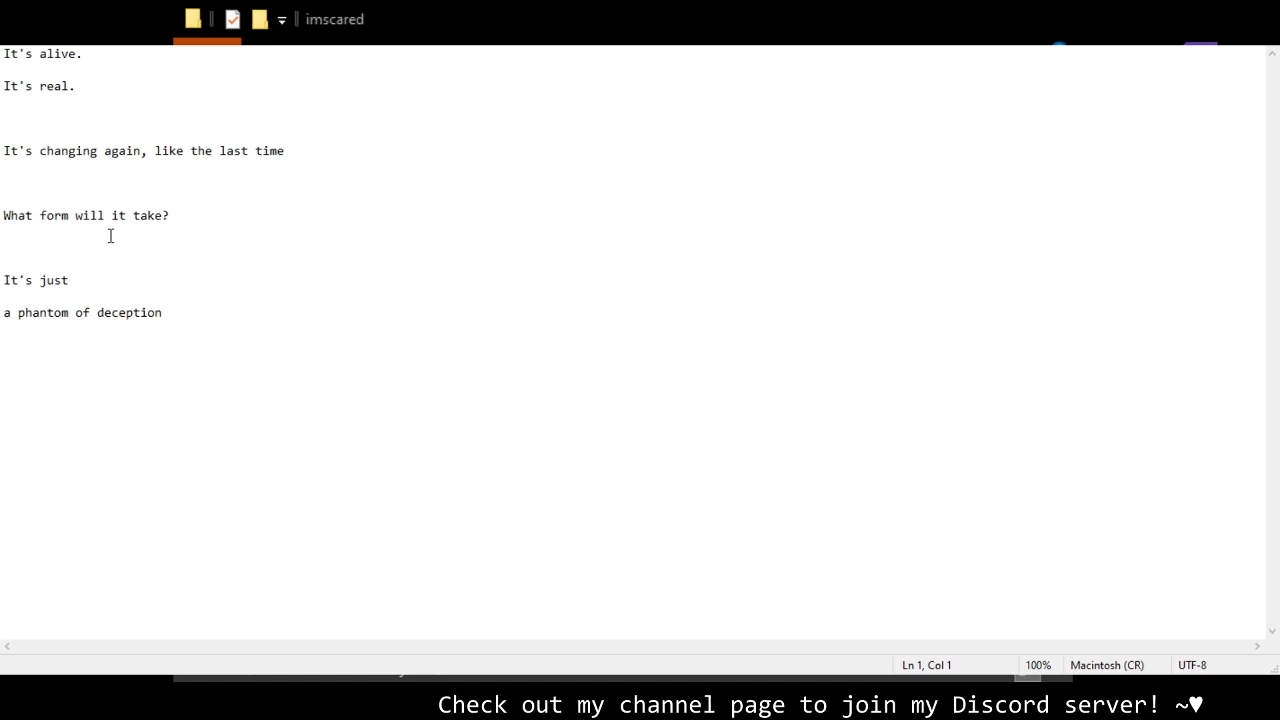 imscared
It's alive.
It's real.
It's changing again, like the last time
What form will it take?
It's just
a phantom of deception
Ln 1, Col 1
100%
Macintosh (CR)
UTF-8
Check out my channel page to join my Discord server! ~♥